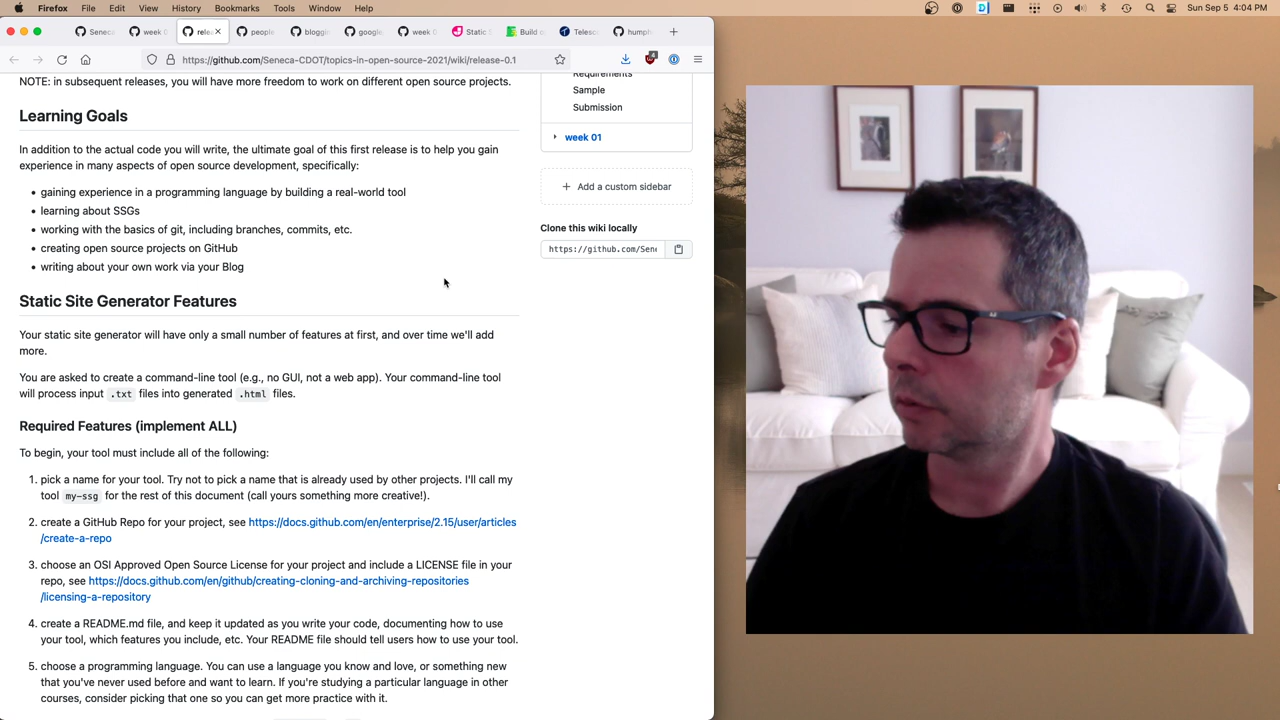 Firefox File Edit View History Bookmarks Tools Window Help
Sun Sep 5 4:04 PM
Seneca week 0 relea people bloggin google week 0 Static S Build o Telesc humph
https://github.com/Seneca-CDOT/topics-in-open-source-2021/wiki/release-0.1
NOTE: in subsequent releases, you will have more freedom to work on different open source projects.
Learning Goals
In addition to the actual code you will write, the ultimate goal of this first release is to help you gain
experience in many aspects of open source development, specifically:
• gaining experience in a programming language by building a real-world tool
• learning about SSGs
• working with the basics of git, including branches, commits, etc.
• creating open source projects on GitHub
• writing about your own work via your Blog
Static Site Generator Features
Your static site generator will have only a small number of features at first, and over time we'll add
more.
You are asked to create a command-line tool (e.g., no GUI, not a web app). Your command-line tool
will process input .txt files into generated .html files.
Required Features (implement ALL)
To begin, your tool must include all of the following:
1. pick a name for your tool. Try not to pick a name that is already used by other projects. I'll call my
tool my-ssg for the rest of this document (call yours something more creative!).
2. create a GitHub Repo for your project, see https://docs.github.com/en/enterprise/2.15/user/articles
/create-a-repo
3. choose an OSI Approved Open Source License for your project and include a LICENSE file in your
repo, see https://docs.github.com/en/github/creating-cloning-and-archiving-repositories
/licensing-a-repository
4. create a README.md file, and keep it updated as you write your code, documenting how to use
your tool, which features you include, etc. Your README file should tell users how to use your tool.
5. choose a programming language. You can use a language you know and love, or something new
that you've never used before and want to learn. If you're studying a particular language in other
courses, consider picking that one so you can get more practice with it.
Requirements
Sample
Submission
week 01
+ Add a custom sidebar
Clone this wiki locally
https://github.com/Sene